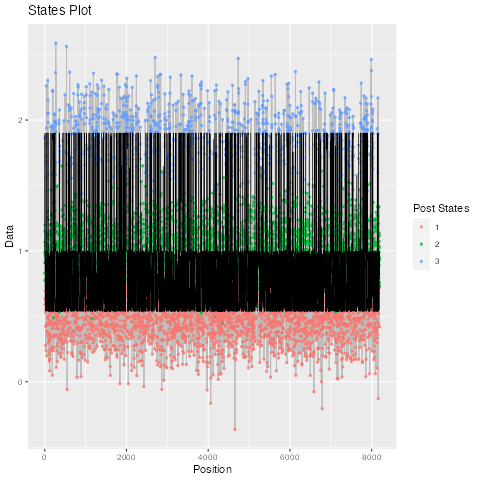 States Plot
Data
2
1
0
0
2000
4000
6000
8000
Position
Post States
1
2
3